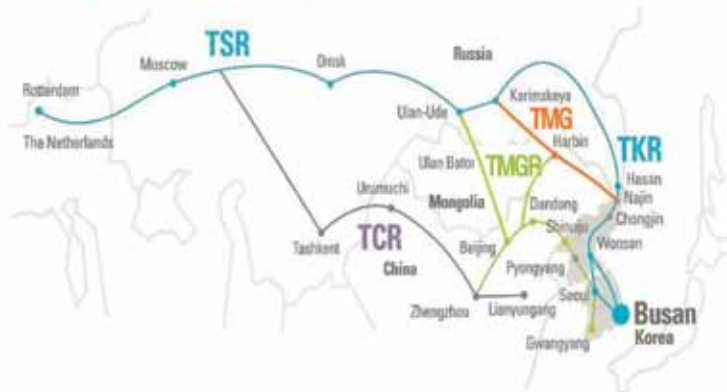 TSR
Russia
Omsk
Moscow
Rotterdam
The Netherlands
Karimskaya
TMG
Ulan-Ude
Harbin
TKR
Ulan Bator
TMGR
Hasan
Najin
Urumuchi
Mongolia
Dandong
Chongjin
Shinuiju
Tashkent
TCR
China
Beijing
Wonsan
Pyongyang
Zhengzhou
Lianyungang
Seoul
Busan
Korea
Gwangyang